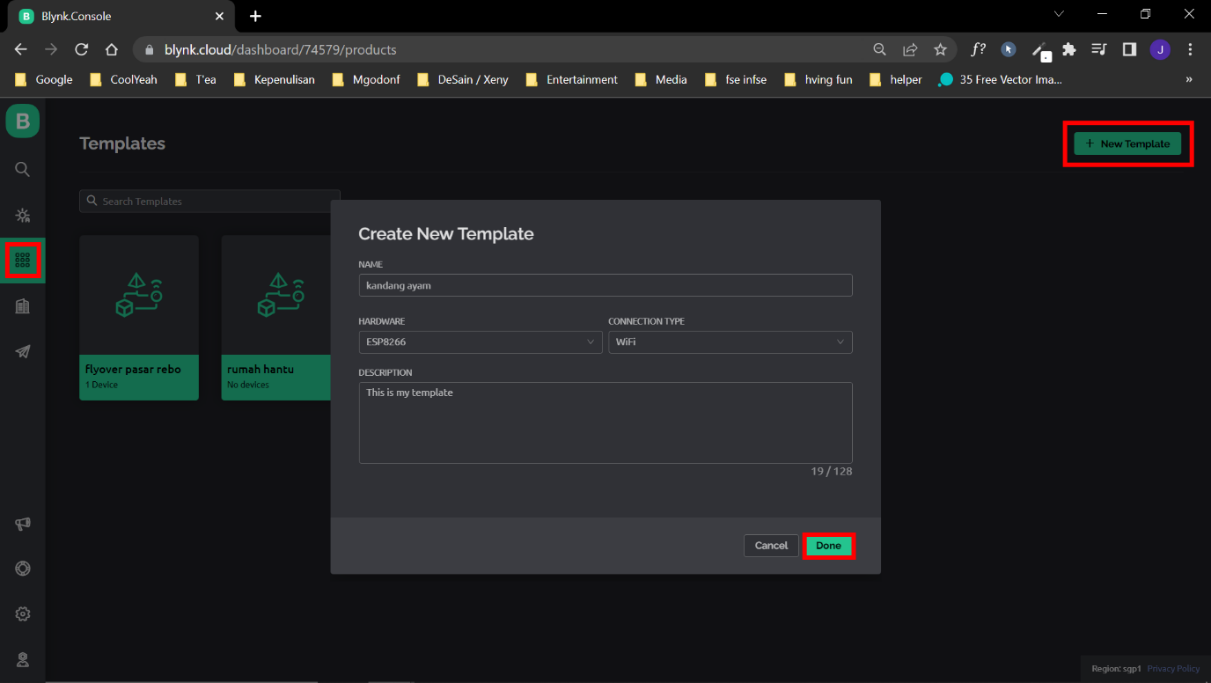 Blynk.Console
blynk.cloud/dashboard/74579/products
Google CoolYeah T'ea Kepenulisan Mgodonf DeSain / Xeny Entertainment Media fse infse hving fun helper 35 Free Vector Ima... »
B
Templates
+ New Template
Search Templates
Create New Template
NAME
kandang ayam
HARDWARE CONNECTION TYPE
ESP8266 WiFi
DESCRIPTION
This is my template
19 / 128
flyover pasar rebo
1 Device
rumah hantu
No devices
Cancel Done
Region: sgp1 Privacy Policy